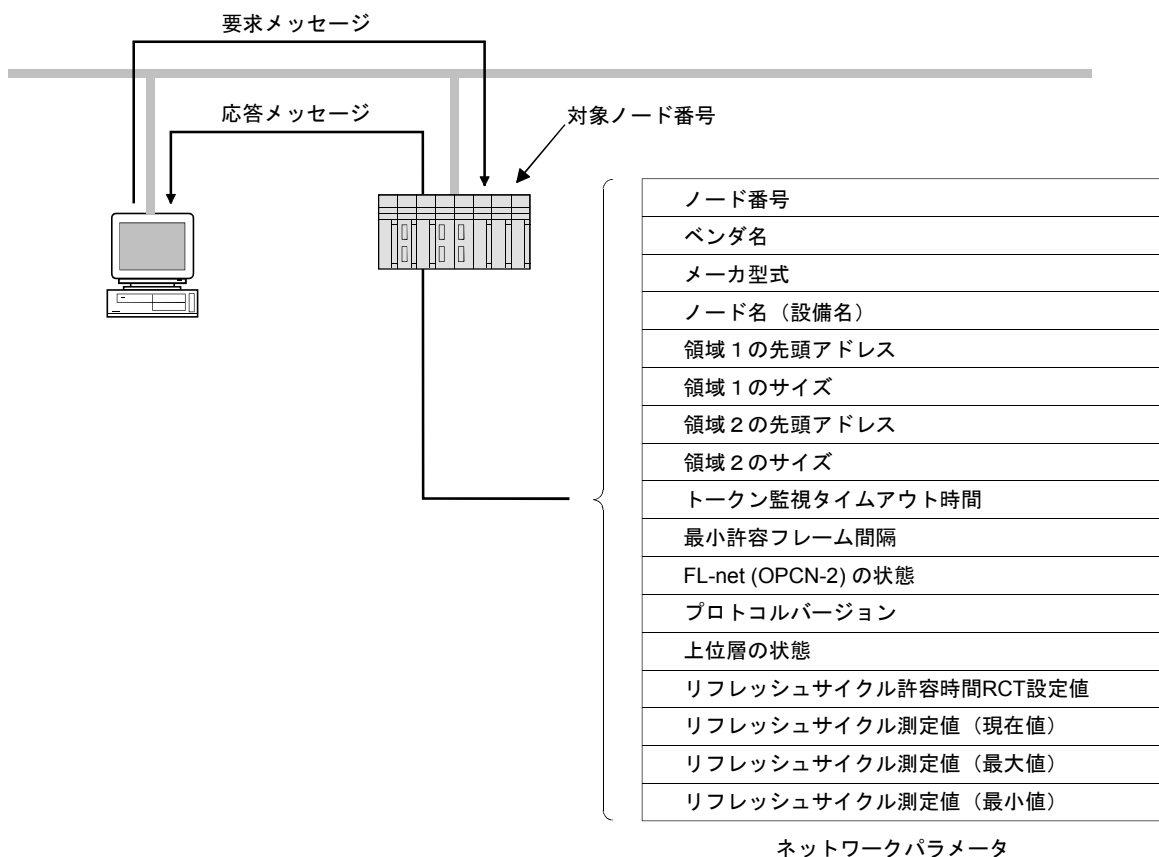 要求メッセージ
応答メッセージ
対象ノード番号
ノード番号
ベンダ名
メーカ型式
ノード名（設備名）
領域１の先頭アドレス
領域１のサイズ
領域２の先頭アドレス
領域２のサイズ
トークン監視タイムアウト時間
最小許容フレーム間隔
FL-net (OPCN-2) の状態
プロトコルバージョン
上位層の状態
リフレッシュサイクル許容時間RCT設定値
リフレッシュサイクル測定値（現在値）
リフレッシュサイクル測定値（最大値）
リフレッシュサイクル測定値（最小値）
ネットワークパラメータ